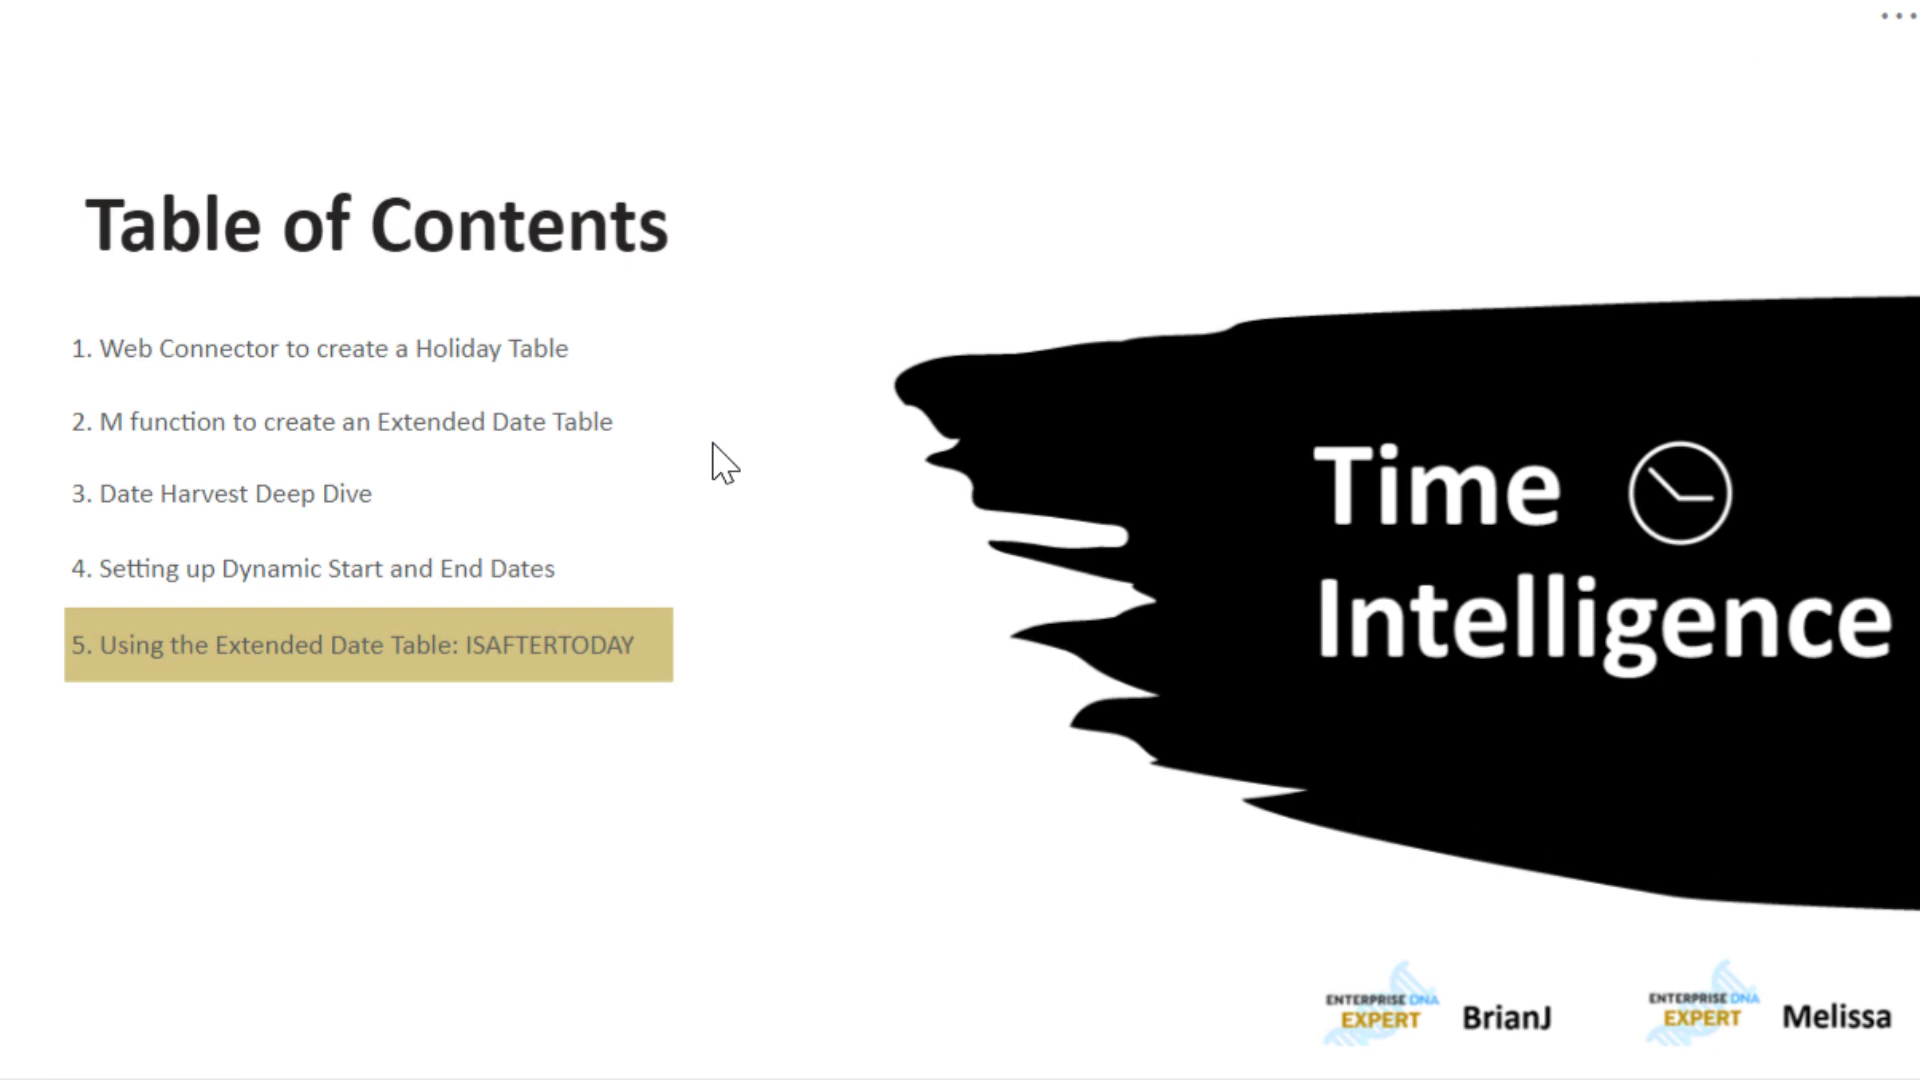 Table of Contents
1. Web Connector to create a Holiday Table
2. M function to create an Extended Date Table
3. Date Harvest Deep Dive
4. Setting up Dynamic Start and End Dates
5. Using the Extended Date Table: ISAFTERTODAY
Time
Intelligence
ENTERPRISE DNA
EXPERT
BrianJ
ENTERPRISE DNA
EXPERT
Melissa